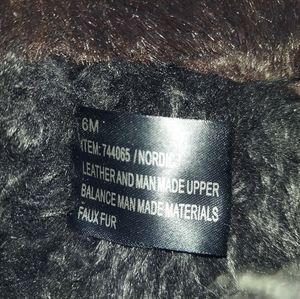 6M
ITEM: 744065 / NORDIC
LEATHER AND MAN MADE UPPER
BALANCE MAN MADE MATERIALS
FAUX FUR